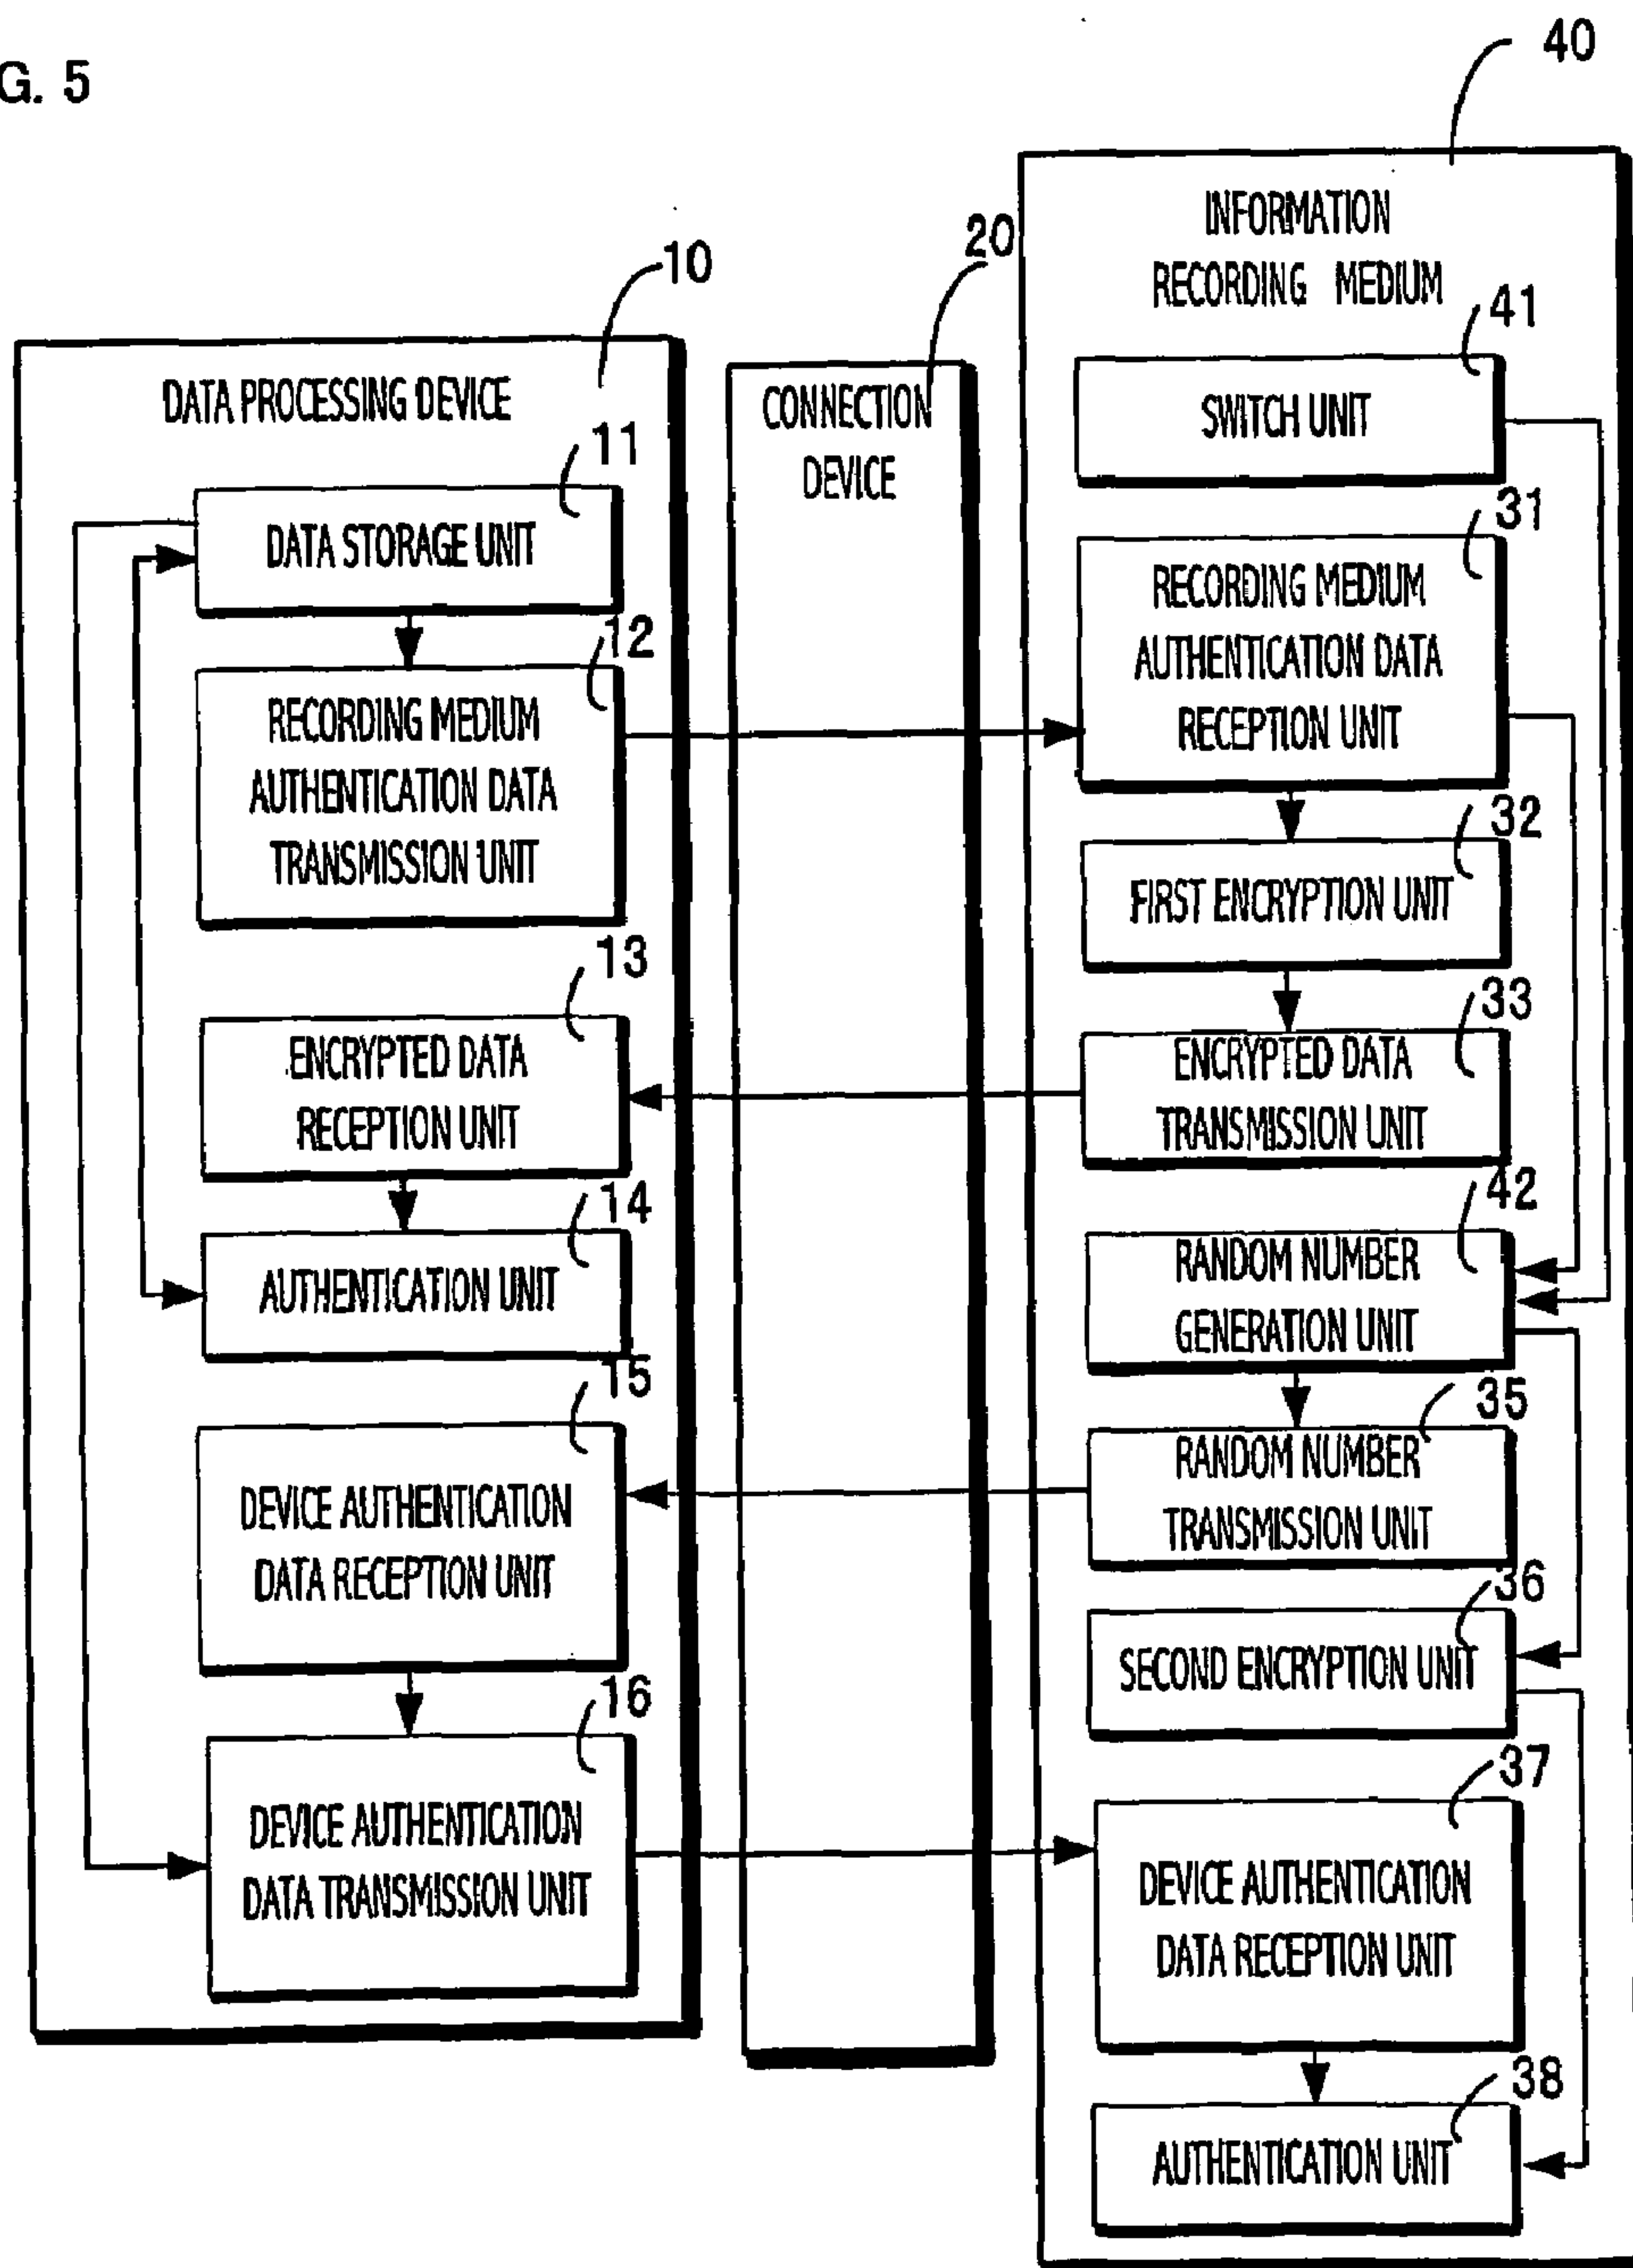 G. 5
40
INFORMATION
RECORDING MEDIUM
20
10
41
SWITCH UNIT
DATA PROCESSING DEVICE
CONNECTION
DEVICE
11
DATA STORAGE UNIT
31
RECORDING MEDIUM
AUTHENTICATION DATA
RECEPTION UNIT
12
RECORDING MEDIUM
AUTHENTICATION DATA
TRANSMISSION UNIT
32
FIRST ENCRYPTION UNIT
13
ENCRYPTED DATA
RECEPTION UNIT
33
ENCRYPTED DATA
TRANSMISSION UNIT
14
AUTHENTICATION UNIT
42
RANDOM NUMBER
GENERATION UNIT
15
DEVICE AUTHENTICATION
DATA RECEPTION UNIT
35
RANDOM NUMBER
TRANSMISSION UNIT
36
SECOND ENCRYPTION UNIT
16
DEVICE AUTHENTICATION
DATA TRANSMISSION UNIT
37
DEVICE AUTHENTICATION
DATA RECEPTION UNIT
38
AUTHENTICATION UNIT